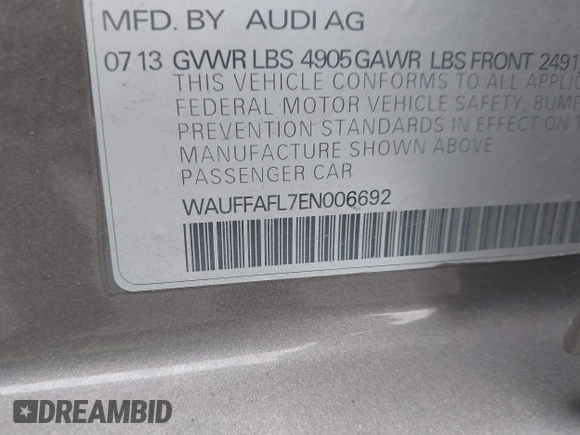 MFD. BY AUDI AG
07 13 GVWR LBS 4905 GAWR LBS FRONT 2491
THIS VEHICLE CONFORMS TO ALL
FEDERAL MOTOR VEHICLE SAFETY,
PREVENTION STANDARDS IN EFFECT ON
MANUFACTURE SHOWN ABOVE
PASSENGER CAR
WAUFFAFL7EN006692
DREAMBID